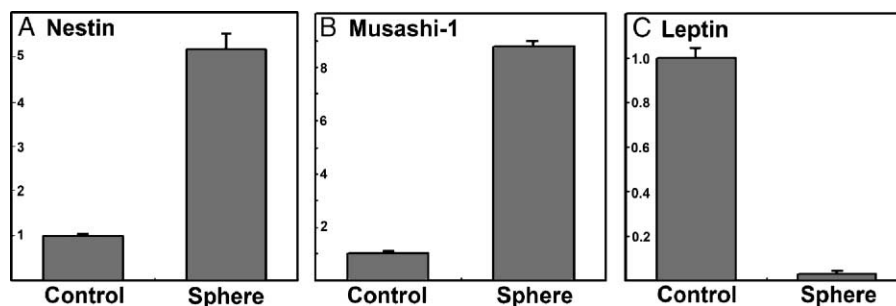 A Nestin
5
4
3
2
1
Control Sphere
B Musashi-1
8
6
4
2
Control Sphere
C Leptin
1.0
0.8
0.6
0.4
0.2
Control Sphere